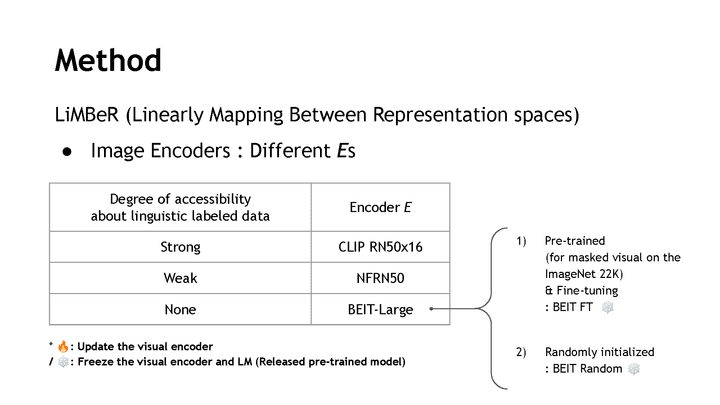 Method
LiMBeR (Linearly Mapping Between Representation spaces)
● Image Encoders : Different Es
Degree of accessibility
about linguistic labeled data
Encoder E
Strong
CLIP RN50x16
Weak
NFRN50
None
BEIT-Large
1) Pre-trained
(for masked visual on the
ImageNet 22K)
& Fine-tuning
: BEIT FT ❄️
2) Randomly initialized
: BEIT Random ❄️
* 🔥: Update the visual encoder
/ ❄️: Freeze the visual encoder and LM (Released pre-trained model)